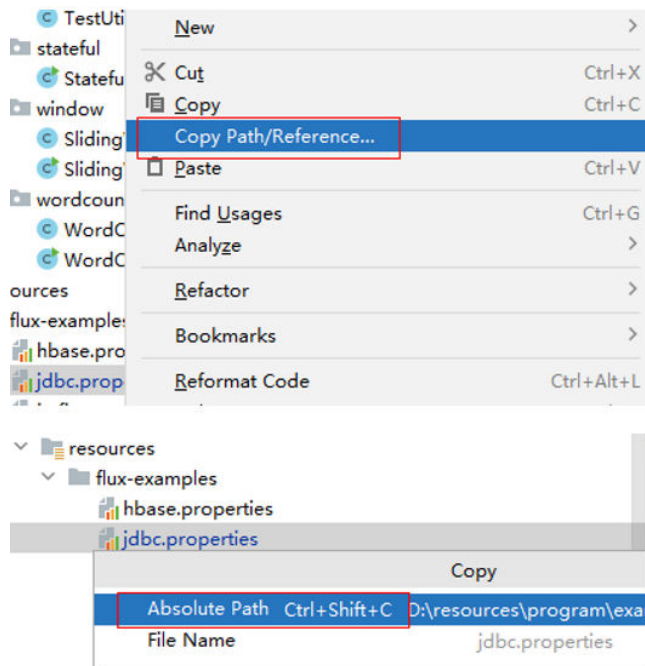 TestUti
New
stateful
Statefu
Cut Ctrl+X
window
Copy Ctrl+C
Sliding
Copy Path/Reference...
Sliding
Paste Ctrl+V
wordcoun
WordC
Find Usages Ctrl+G
WordC
Analyze
ources
Refactor
flux-examples
hbase.pro
Bookmarks
jdbc.prop
Reformat Code Ctrl+Alt+L
resources
flux-examples
hbase.properties
jdbc.properties
Copy
Absolute Path Ctrl+Shift+C D:\resources\program\exa
File Name jdbc.properties